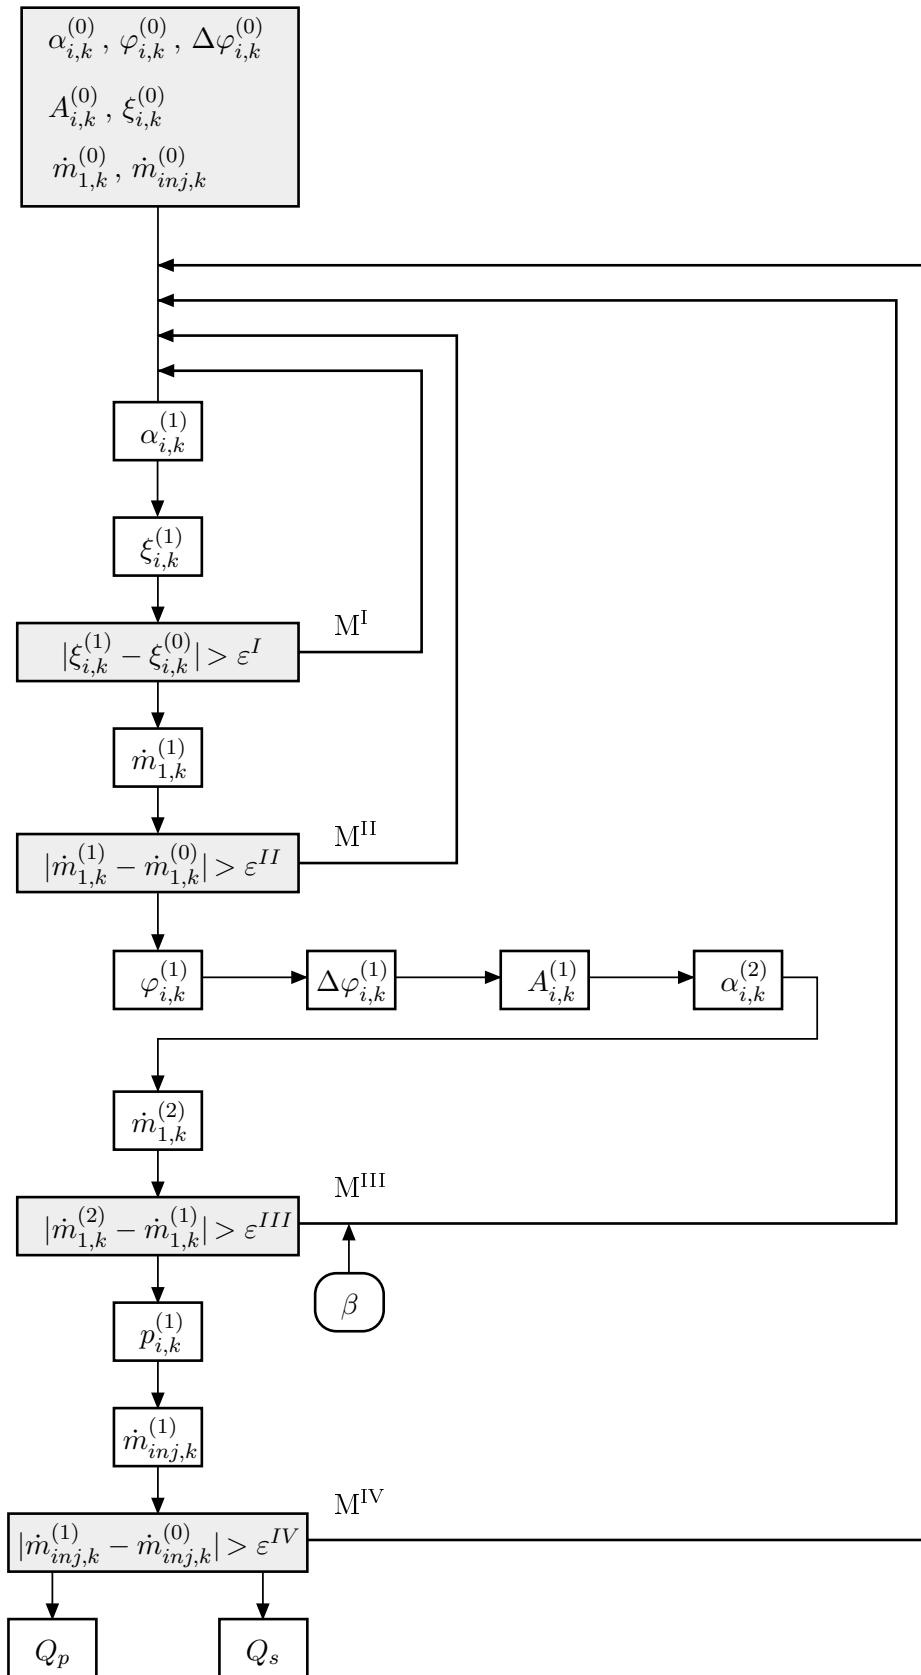 α_{i,k}^{(0)} , φ_{i,k}^{(0)} , Δφ_{i,k}^{(0)}
A_{i,k}^{(0)} , ξ_{i,k}^{(0)}
ṁ_{1,k}^{(0)} , ṁ_{inj,k}^{(0)}
α_{i,k}^{(1)}
ξ_{i,k}^{(1)}
M^{I}
|ξ_{i,k}^{(1)} − ξ_{i,k}^{(0)}| > ε^{I}
ṁ_{1,k}^{(1)}
M^{II}
|ṁ_{1,k}^{(1)} − ṁ_{1,k}^{(0)}| > ε^{II}
φ_{i,k}^{(1)} Δφ_{i,k}^{(1)} A_{i,k}^{(1)} α_{i,k}^{(2)}
ṁ_{1,k}^{(2)}
M^{III}
|ṁ_{1,k}^{(2)} − ṁ_{1,k}^{(1)}| > ε^{III}
β
p_{i,k}^{(1)}
ṁ_{inj,k}^{(1)}
M^{IV}
|ṁ_{inj,k}^{(1)} − ṁ_{inj,k}^{(0)}| > ε^{IV}
Q_p Q_s